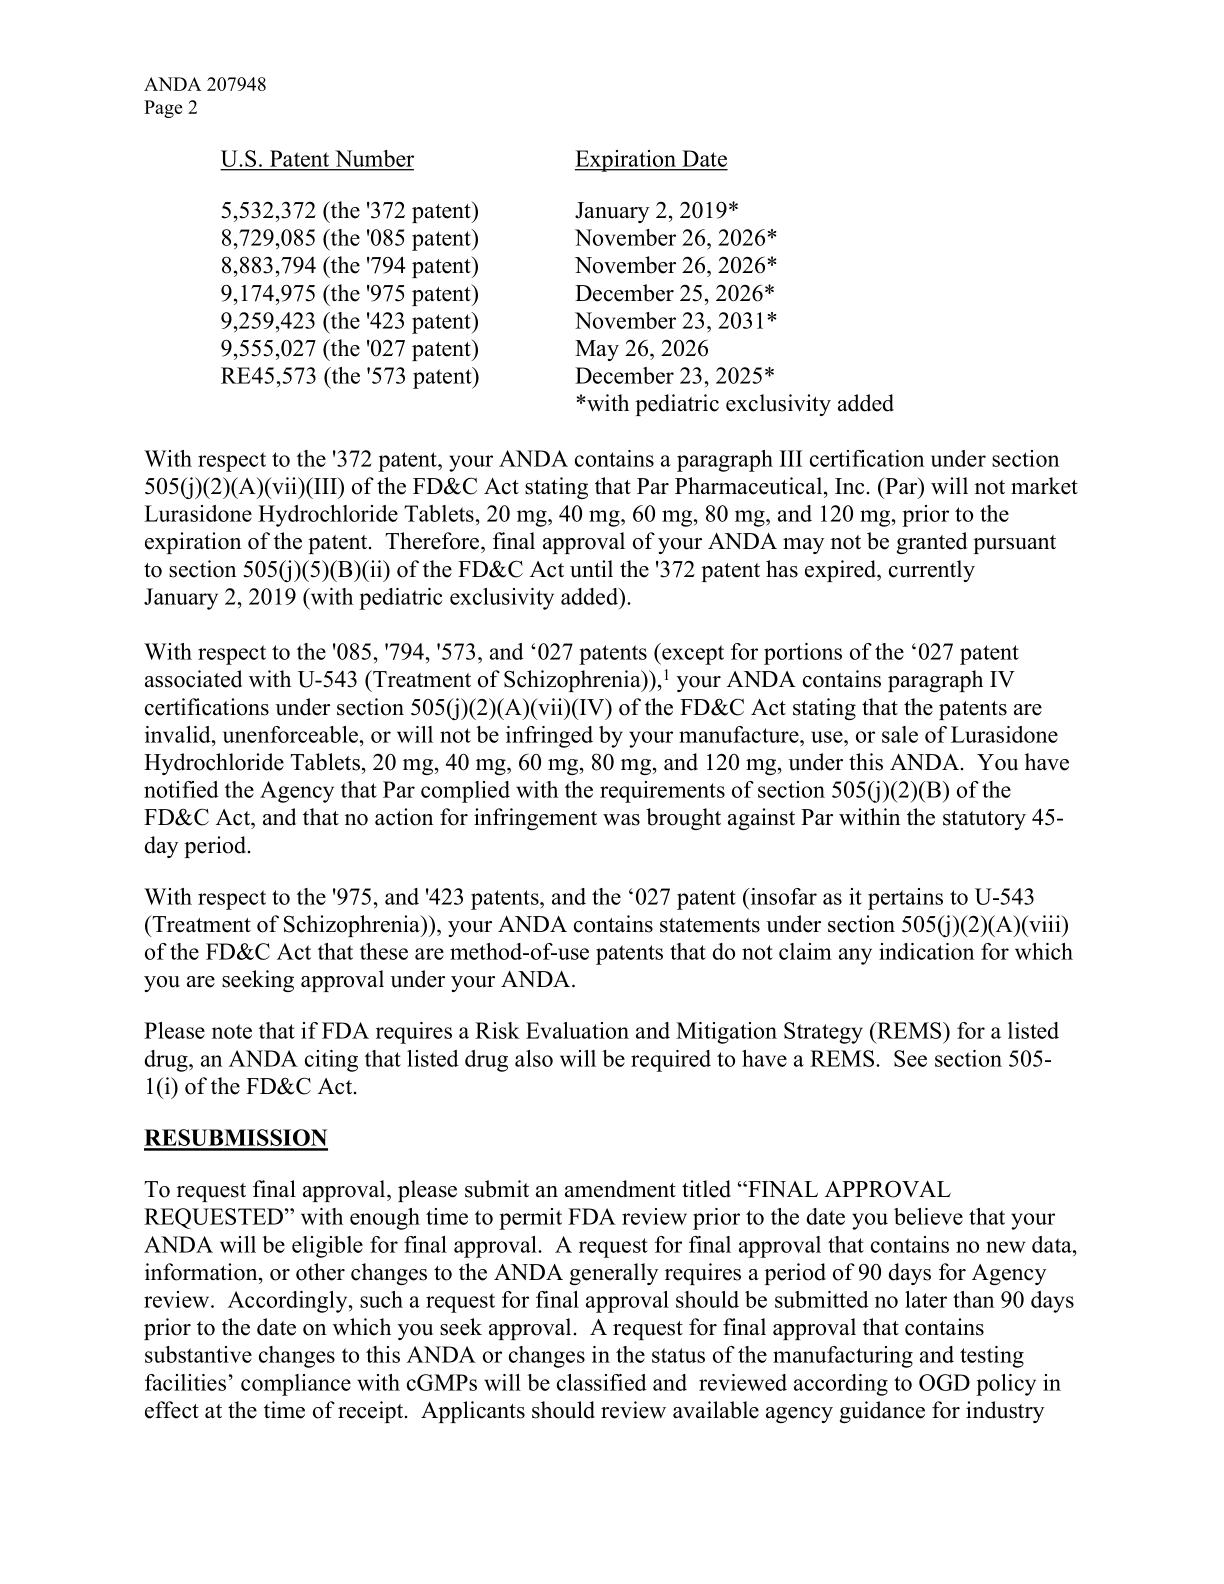 ANDA 207948
Page 2
U.S. Patent Number Expiration Date
5,532,372 (the '372 patent) January 2, 2019*
8,729,085 (the '085 patent) November 26, 2026*
8,883,794 (the '794 patent) November 26, 2026*
9,174,975 (the '975 patent) December 25, 2026*
9,259,423 (the '423 patent) November 23, 2031*
9,555,027 (the '027 patent) May 26, 2026
RE45,573 (the '573 patent) December 23, 2025*
*with pediatric exclusivity added
With respect to the '372 patent, your ANDA contains a paragraph III certification under section
505(j)(2)(A)(vii)(III) of the FD&C Act stating that Par Pharmaceutical, Inc. (Par) will not market
Lurasidone Hydrochloride Tablets, 20 mg, 40 mg, 60 mg, 80 mg, and 120 mg, prior to the
expiration of the patent.  Therefore, final approval of your ANDA may not be granted pursuant
to section 505(j)(5)(B)(ii) of the FD&C Act until the '372 patent has expired, currently
January 2, 2019 (with pediatric exclusivity added).
With respect to the '085, '794, '573, and ‘027 patents (except for portions of the ‘027 patent
associated with U-543 (Treatment of Schizophrenia)),¹ your ANDA contains paragraph IV
certifications under section 505(j)(2)(A)(vii)(IV) of the FD&C Act stating that the patents are
invalid, unenforceable, or will not be infringed by your manufacture, use, or sale of Lurasidone
Hydrochloride Tablets, 20 mg, 40 mg, 60 mg, 80 mg, and 120 mg, under this ANDA.  You have
notified the Agency that Par complied with the requirements of section 505(j)(2)(B) of the
FD&C Act, and that no action for infringement was brought against Par within the statutory 45-
day period.
With respect to the '975, and '423 patents, and the ‘027 patent (insofar as it pertains to U-543
(Treatment of Schizophrenia)), your ANDA contains statements under section 505(j)(2)(A)(viii)
of the FD&C Act that these are method-of-use patents that do not claim any indication for which
you are seeking approval under your ANDA.
Please note that if FDA requires a Risk Evaluation and Mitigation Strategy (REMS) for a listed
drug, an ANDA citing that listed drug also will be required to have a REMS.  See section 505-
1(i) of the FD&C Act.
RESUBMISSION
To request final approval, please submit an amendment titled “FINAL APPROVAL
REQUESTED” with enough time to permit FDA review prior to the date you believe that your
ANDA will be eligible for final approval.  A request for final approval that contains no new data,
information, or other changes to the ANDA generally requires a period of 90 days for Agency
review.  Accordingly, such a request for final approval should be submitted no later than 90 days
prior to the date on which you seek approval.  A request for final approval that contains
substantive changes to this ANDA or changes in the status of the manufacturing and testing
facilities’ compliance with cGMPs will be classified and  reviewed according to OGD policy in
effect at the time of receipt.  Applicants should review available agency guidance for industry